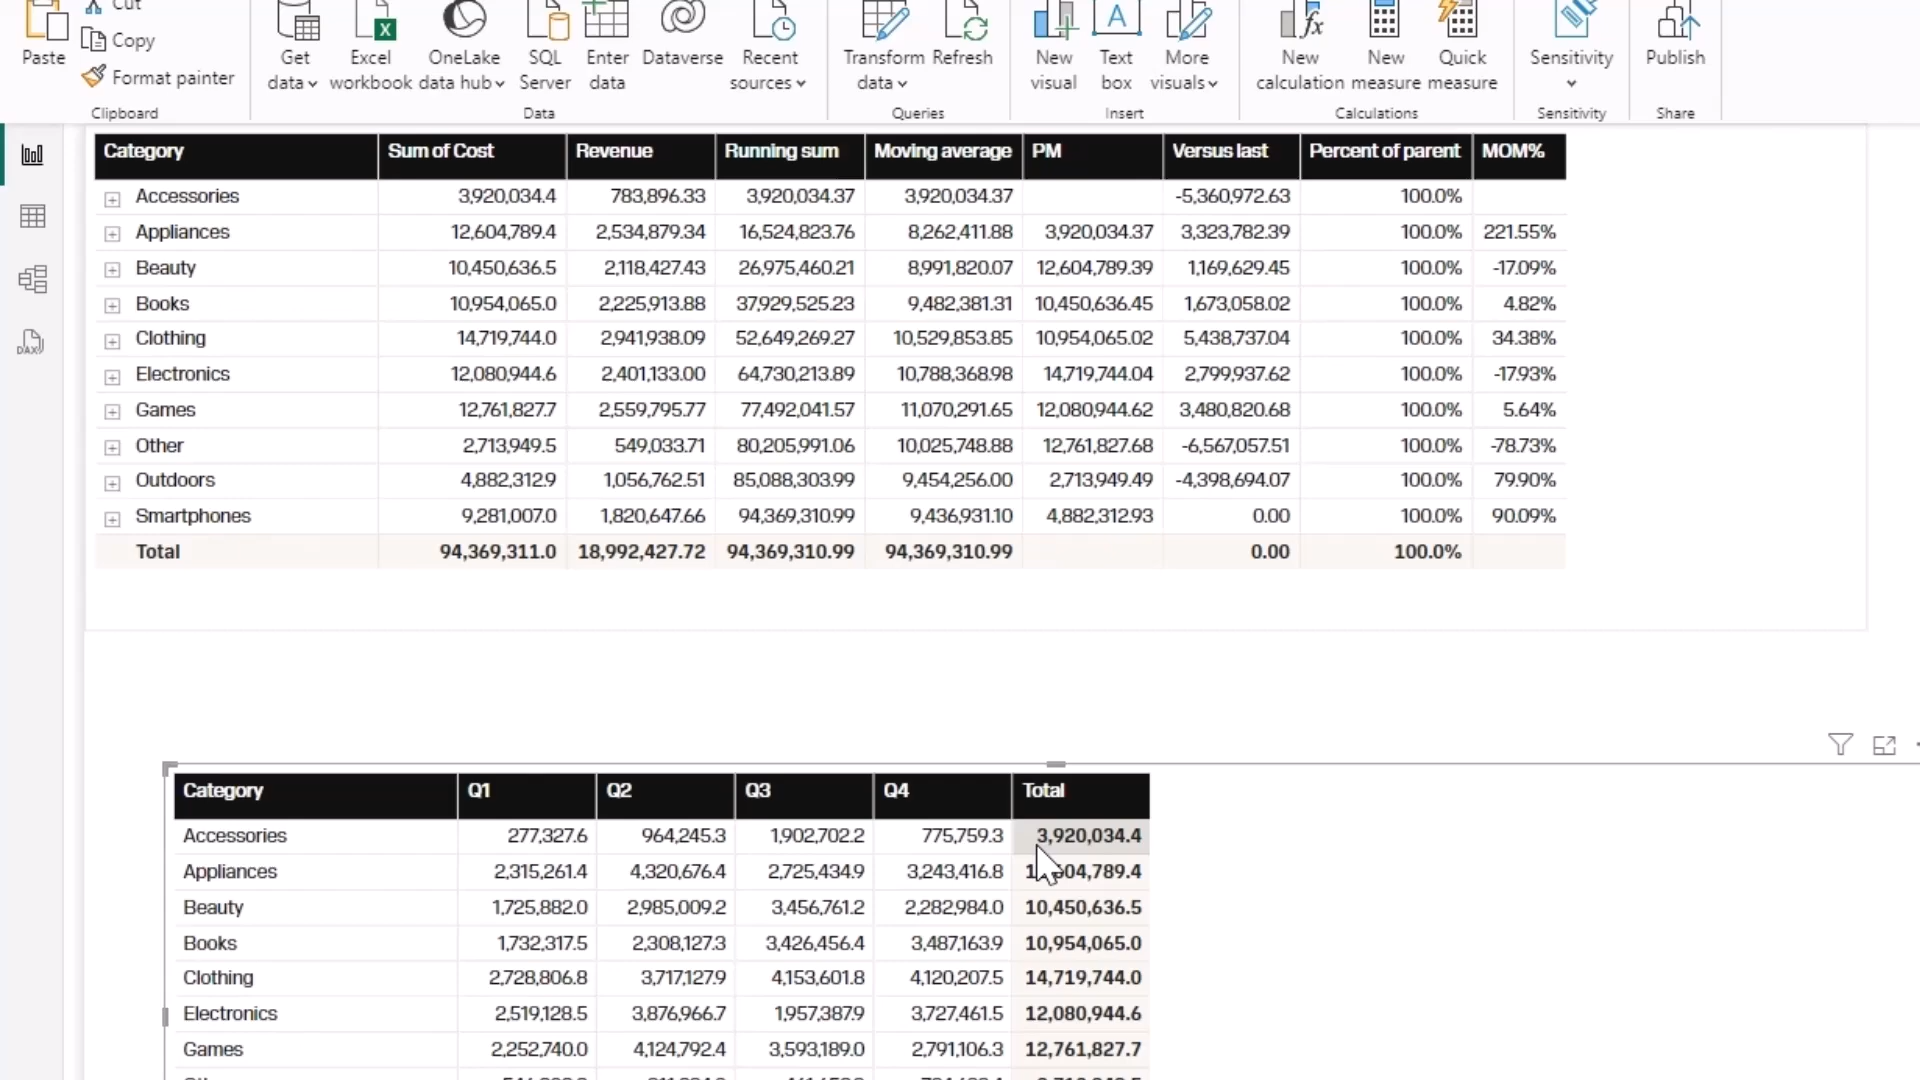 Cut
Paste
Copy
Format painter
Clipboard
Get data
Excel workbook
OneLake data hub
SQL Server
Enter data
Dataverse
Recent sources
Data
Transform data
Refresh
Queries
New visual
Text box
More visuals
Insert
New calculation
New measure
Quick measure
Calculations
Sensitivity
Sensitivity
Publish
Share
DAX
Category Sum of Cost Revenue Running sum Moving average PM Versus last Percent of parent MOM%
Accessories 3,920,034.4 783,896.33 3,920,034.37 3,920,034.37 -5,360,972.63 100.0%
Appliances 12,604,789.4 2,534,879.34 16,524,823.76 8,262,411.88 3,920,034.37 3,323,782.39 100.0% 221.55%
Beauty 10,450,636.5 2,118,427.43 26,975,460.21 8,991,820.07 12,604,789.39 1,169,629.45 100.0% -17.09%
Books 10,954,065.0 2,225,913.88 37,929,525.23 9,482,381.31 10,450,636.45 1,673,058.02 100.0% 4.82%
Clothing 14,719,744.0 2,941,938.09 52,649,269.27 10,529,853.85 10,954,065.02 5,438,737.04 100.0% 34.38%
Electronics 12,080,944.6 2,401,133.00 64,730,213.89 10,788,368.98 14,719,744.04 2,799,937.62 100.0% -17.93%
Games 12,761,827.7 2,559,795.77 77,492,041.57 11,070,291.65 12,080,944.62 3,480,820.68 100.0% 5.64%
Other 2,713,949.5 549,033.71 80,205,991.06 10,025,748.88 12,761,827.68 -6,567,057.51 100.0% -78.73%
Outdoors 4,882,312.9 1,056,762.51 85,088,303.99 9,454,256.00 2,713,949.49 -4,398,694.07 100.0% 79.90%
Smartphones 9,281,007.0 1,820,647.66 94,369,310.99 9,436,931.10 4,882,312.93 0.00 100.0% 90.09%
Total 94,369,311.0 18,992,427.72 94,369,310.99 94,369,310.99 0.00 100.0%
Category Q1 Q2 Q3 Q4 Total
Accessories 277,327.6 964,245.3 1,902,702.2 775,759.3 3,920,034.4
Appliances 2,315,261.4 4,320,676.4 2,725,434.9 3,243,416.8
Beauty 1,725,882.0 2,985,009.2 3,456,761.2 2,282,984.0 10,450,636.5
Books 1,732,317.5 2,308,127.3 3,426,456.4 3,487,163.9 10,954,065.0
Clothing 2,728,806.8 3,717,127.9 4,153,601.8 4,120,207.5 14,719,744.0
Electronics 2,519,128.5 3,876,966.7 1,957,387.9 3,727,461.5 12,080,944.6
Games 2,252,740.0 4,124,792.4 3,593,189.0 2,791,106.3 12,761,827.7